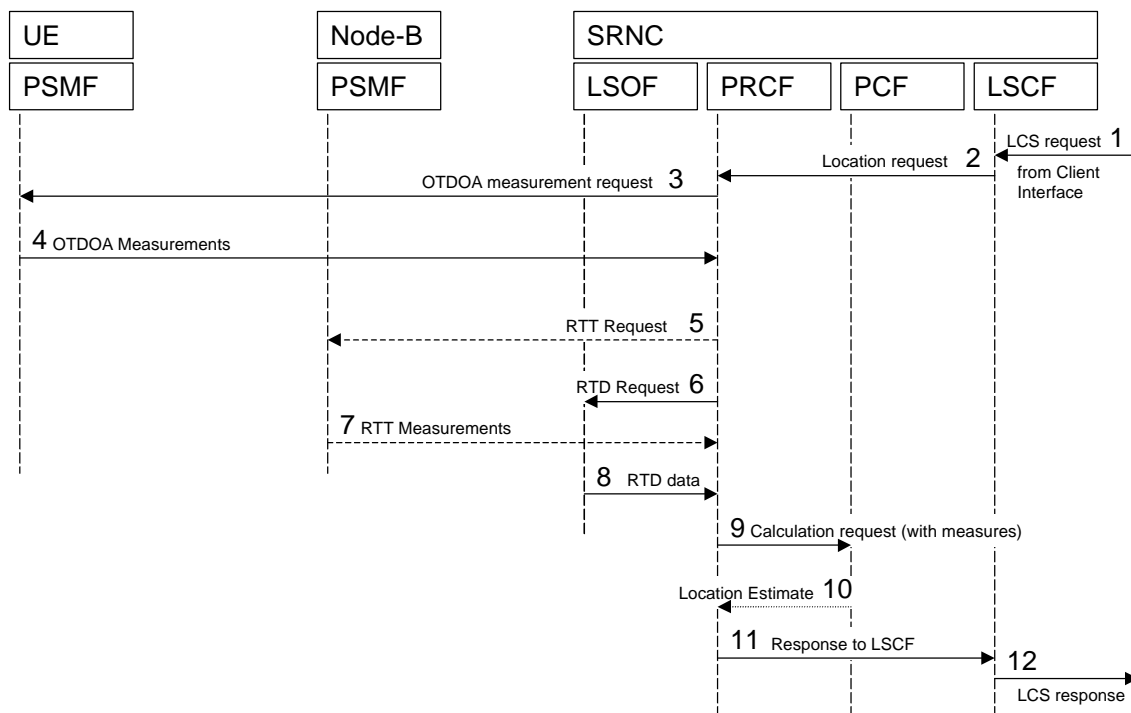 UE
Node-B
SRNC
PSMF
PSMF
LSOF
PRCF
PCF
LSCF
LCS request 1
from Client
Interface
Location request 2
OTDOA measurement request 3
4 OTDOA Measurements
RTT Request 5
RTD Request 6
7 RTT Measurements
8 RTD data
9 Calculation request (with measures)
Location Estimate 10
11 Response to LSCF
12
LCS response